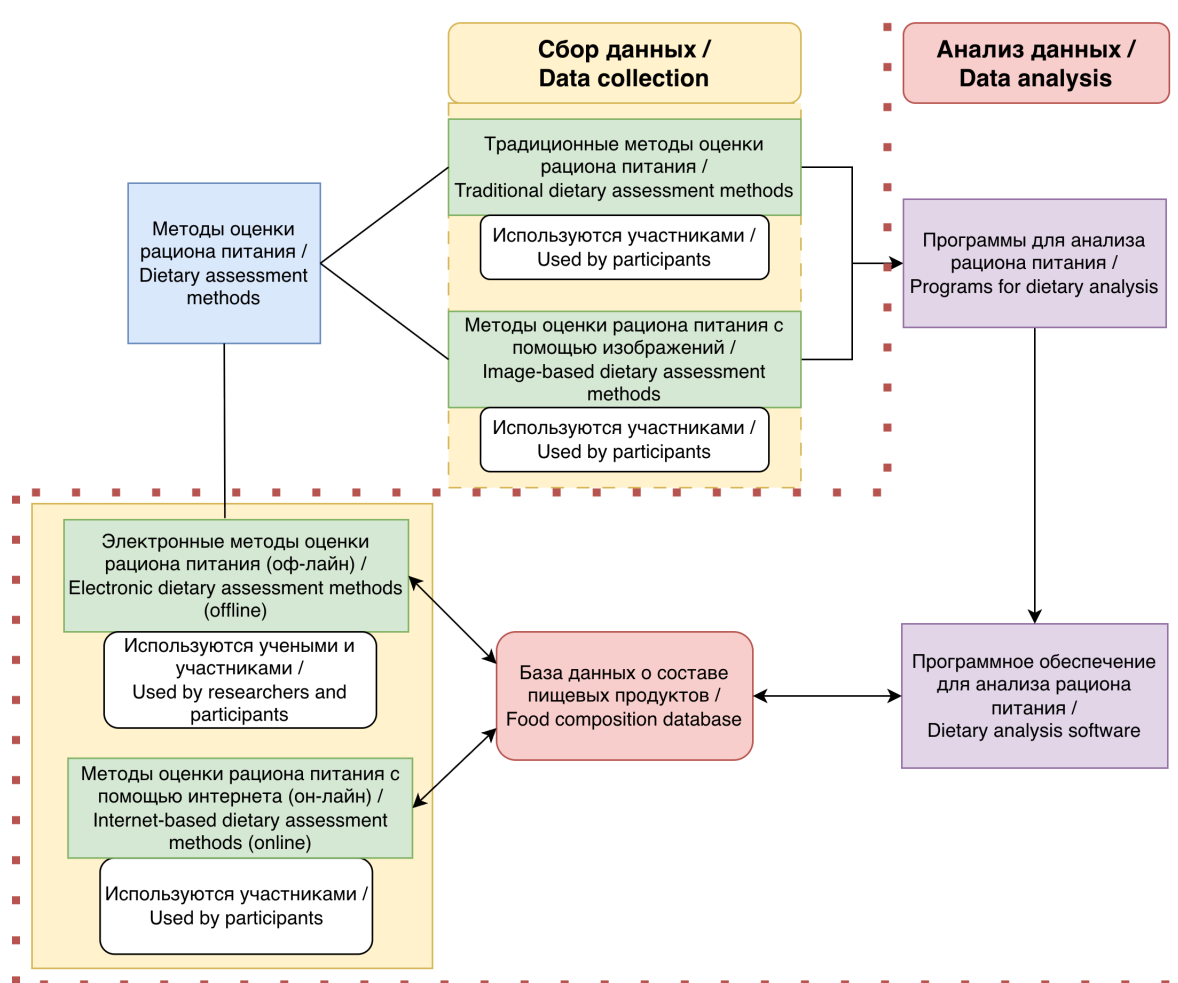 Сбор данных /
Data collection
Анализ данных /
Data analysis
Традиционные методы оценки
рациона питания /
Traditional dietary assessment methods
Используются участниками /
Used by participants
Методы оценки
рациона питания /
Dietary assessment
methods
Программы для анализа
рациона питания /
Programs for dietary analysis
Методы оценки рациона питания с
помощью изображений /
Image-based dietary assessment
methods
Используются участниками /
Used by participants
Электронные методы оценки
рациона питания (оф-лайн) /
Electronic dietary assessment methods
(offline)
Используются учеными и
участниками /
Used by researchers and
participants
База данных о составе
пищевых продуктов /
Food composition database
Программное обеспечение
для анализа рациона
питания /
Dietary analysis software
Методы оценки рациона питания с
помощью интернета (он-лайн) /
Internet-based dietary assessment
methods (online)
Используются участниками /
Used by participants